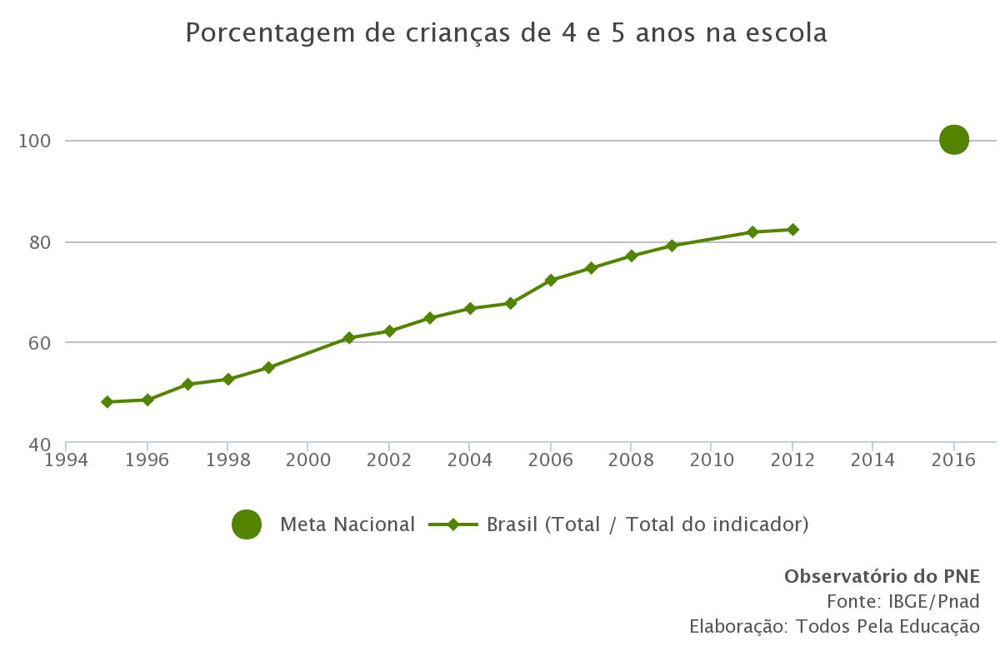 Porcentagem de crianças de 4 e 5 anos na escola
100
80
60
40
1994 1996 1998 2000 2002 2004 2006 2008 2010 2012 2014 2016
Meta Nacional Brasil (Total / Total do indicador)
Observatório do PNE
Fonte: IBGE/Pnad
Elaboração: Todos Pela Educação